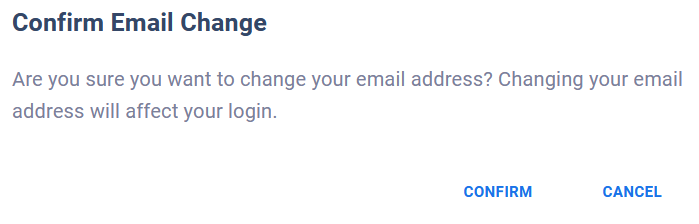 Confirm Email Change
Are you sure you want to change your email address? Changing your email
address will affect your login.
CONFIRM CANCEL